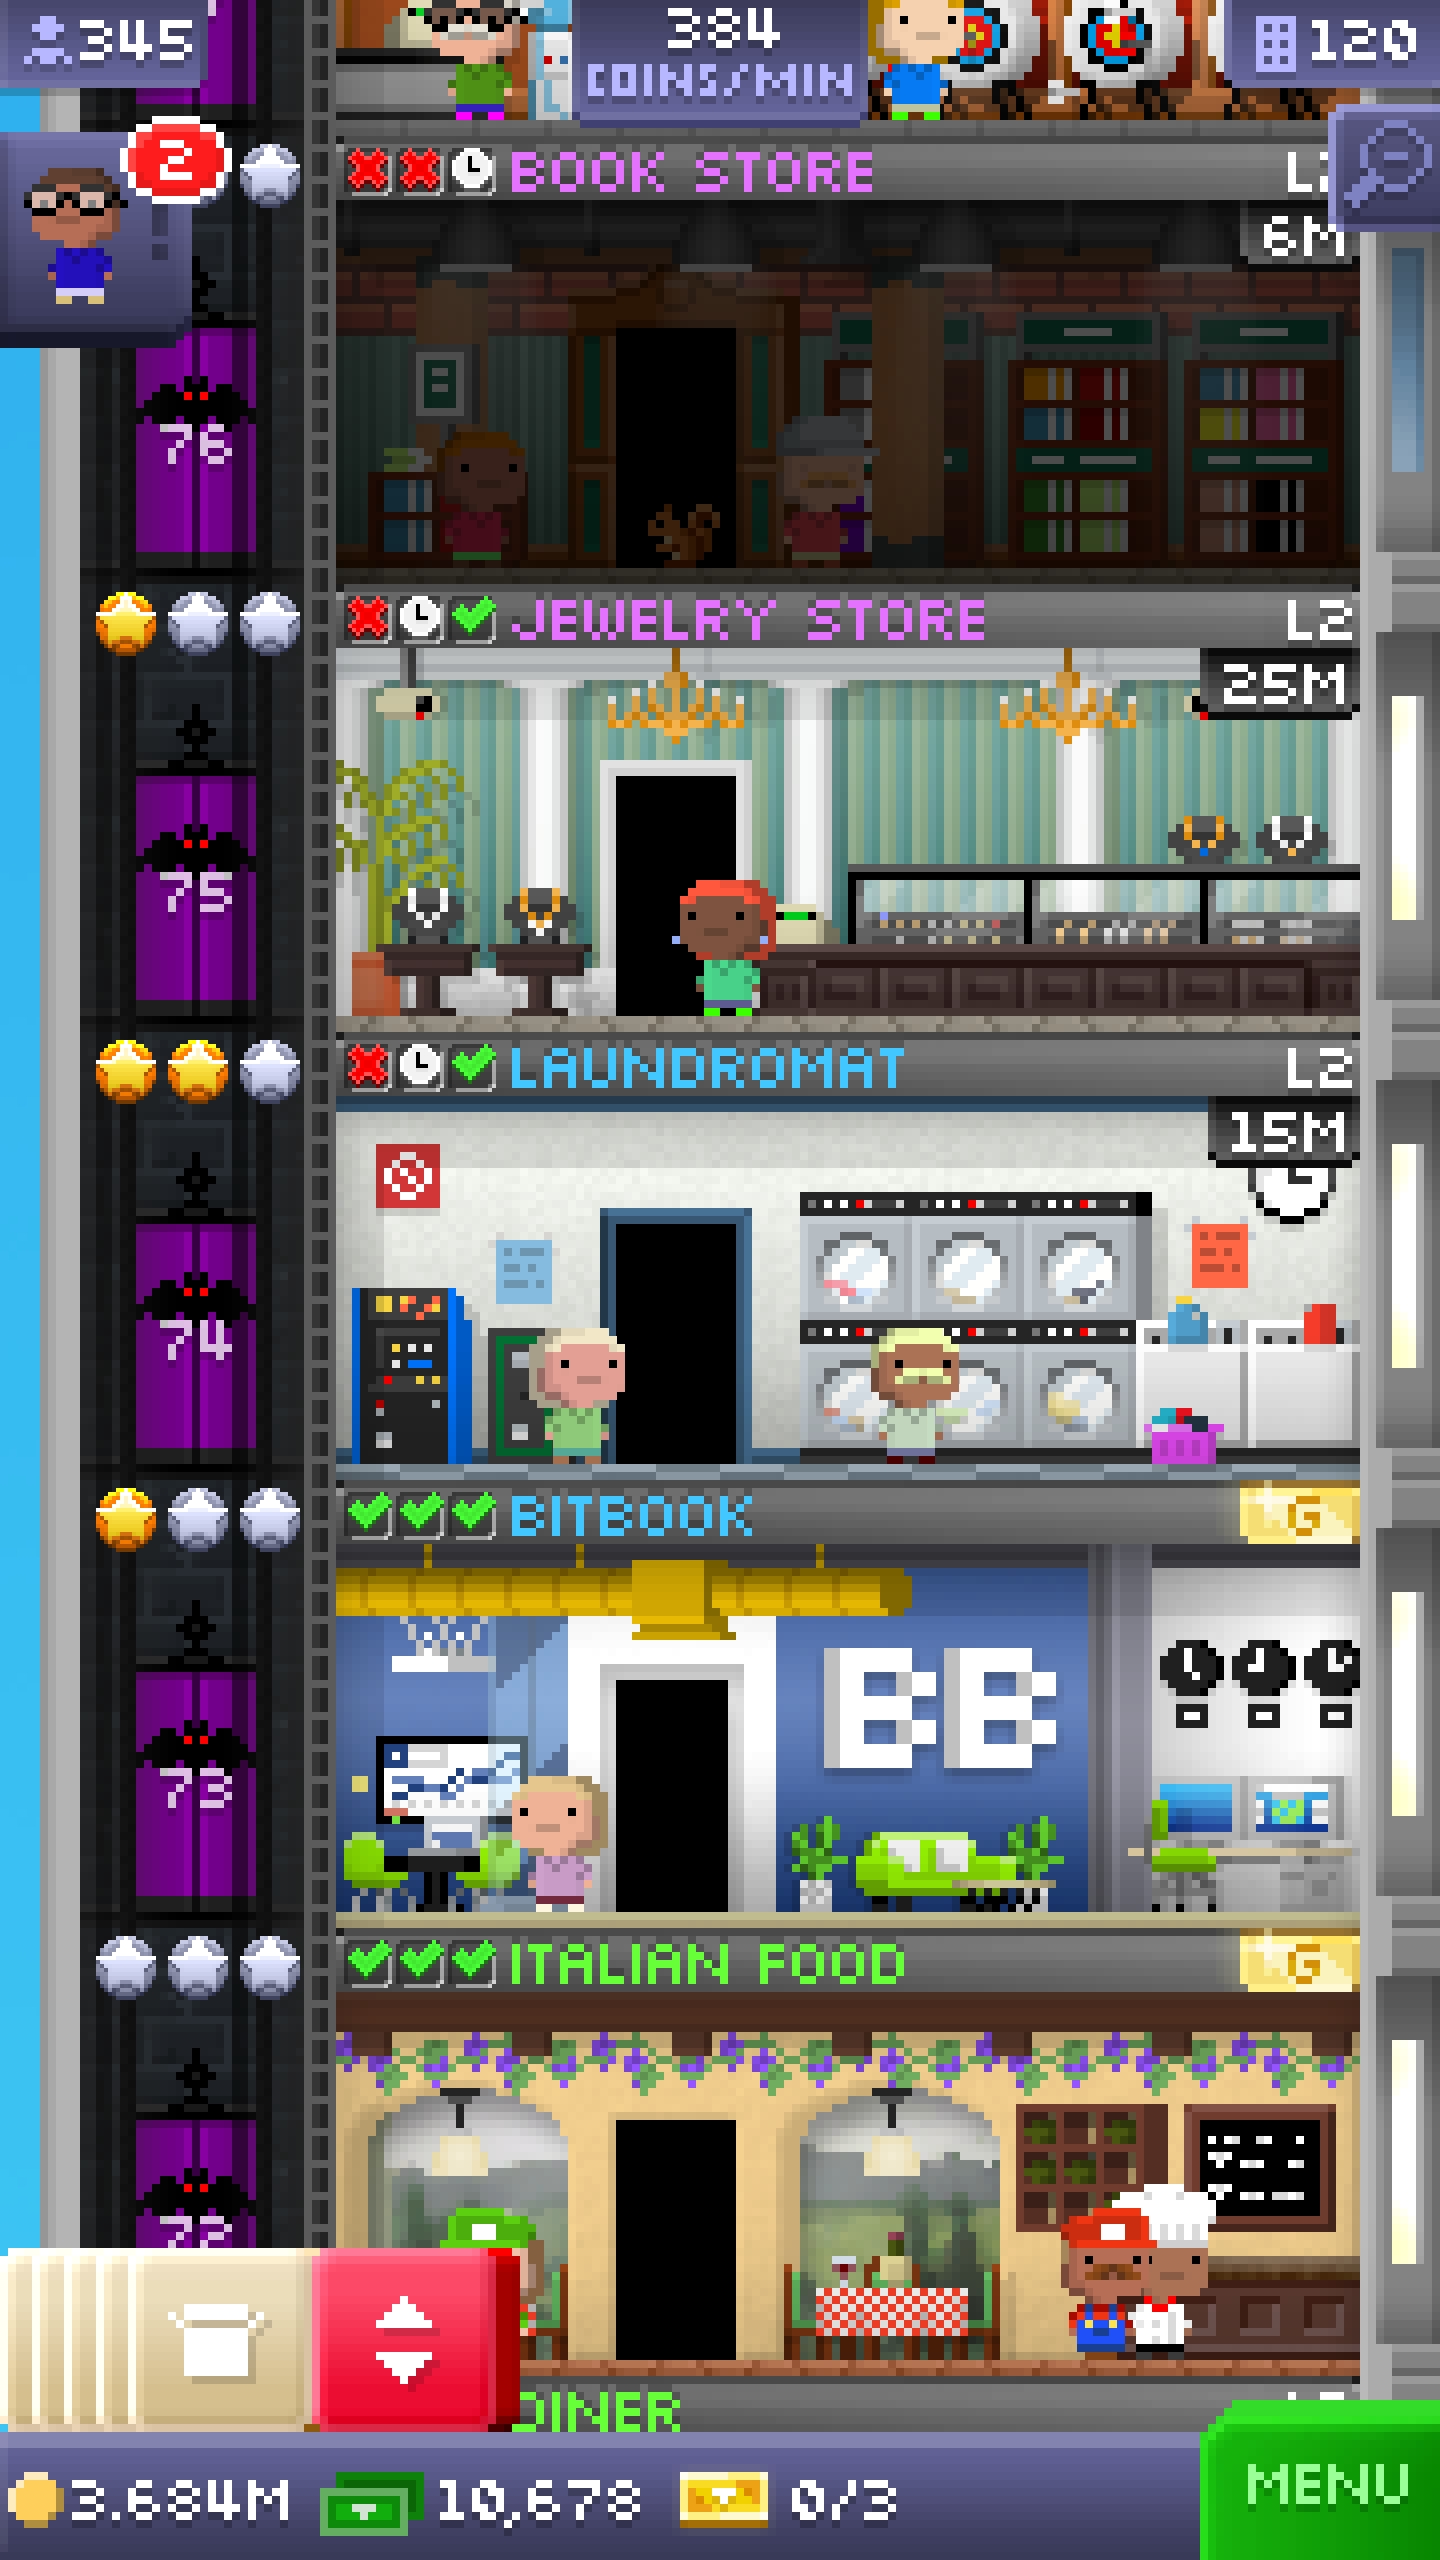 345
384
COINS/MIN
120
2
BOOK STORE
6M
76
JEWELRY STORE L2
25M
75
LAUNDROMAT L2
15M
74
BITBOOK G
BB
73
ITALIAN FOOD G
72
DINER
3.684M 10,678 0/3
MENU